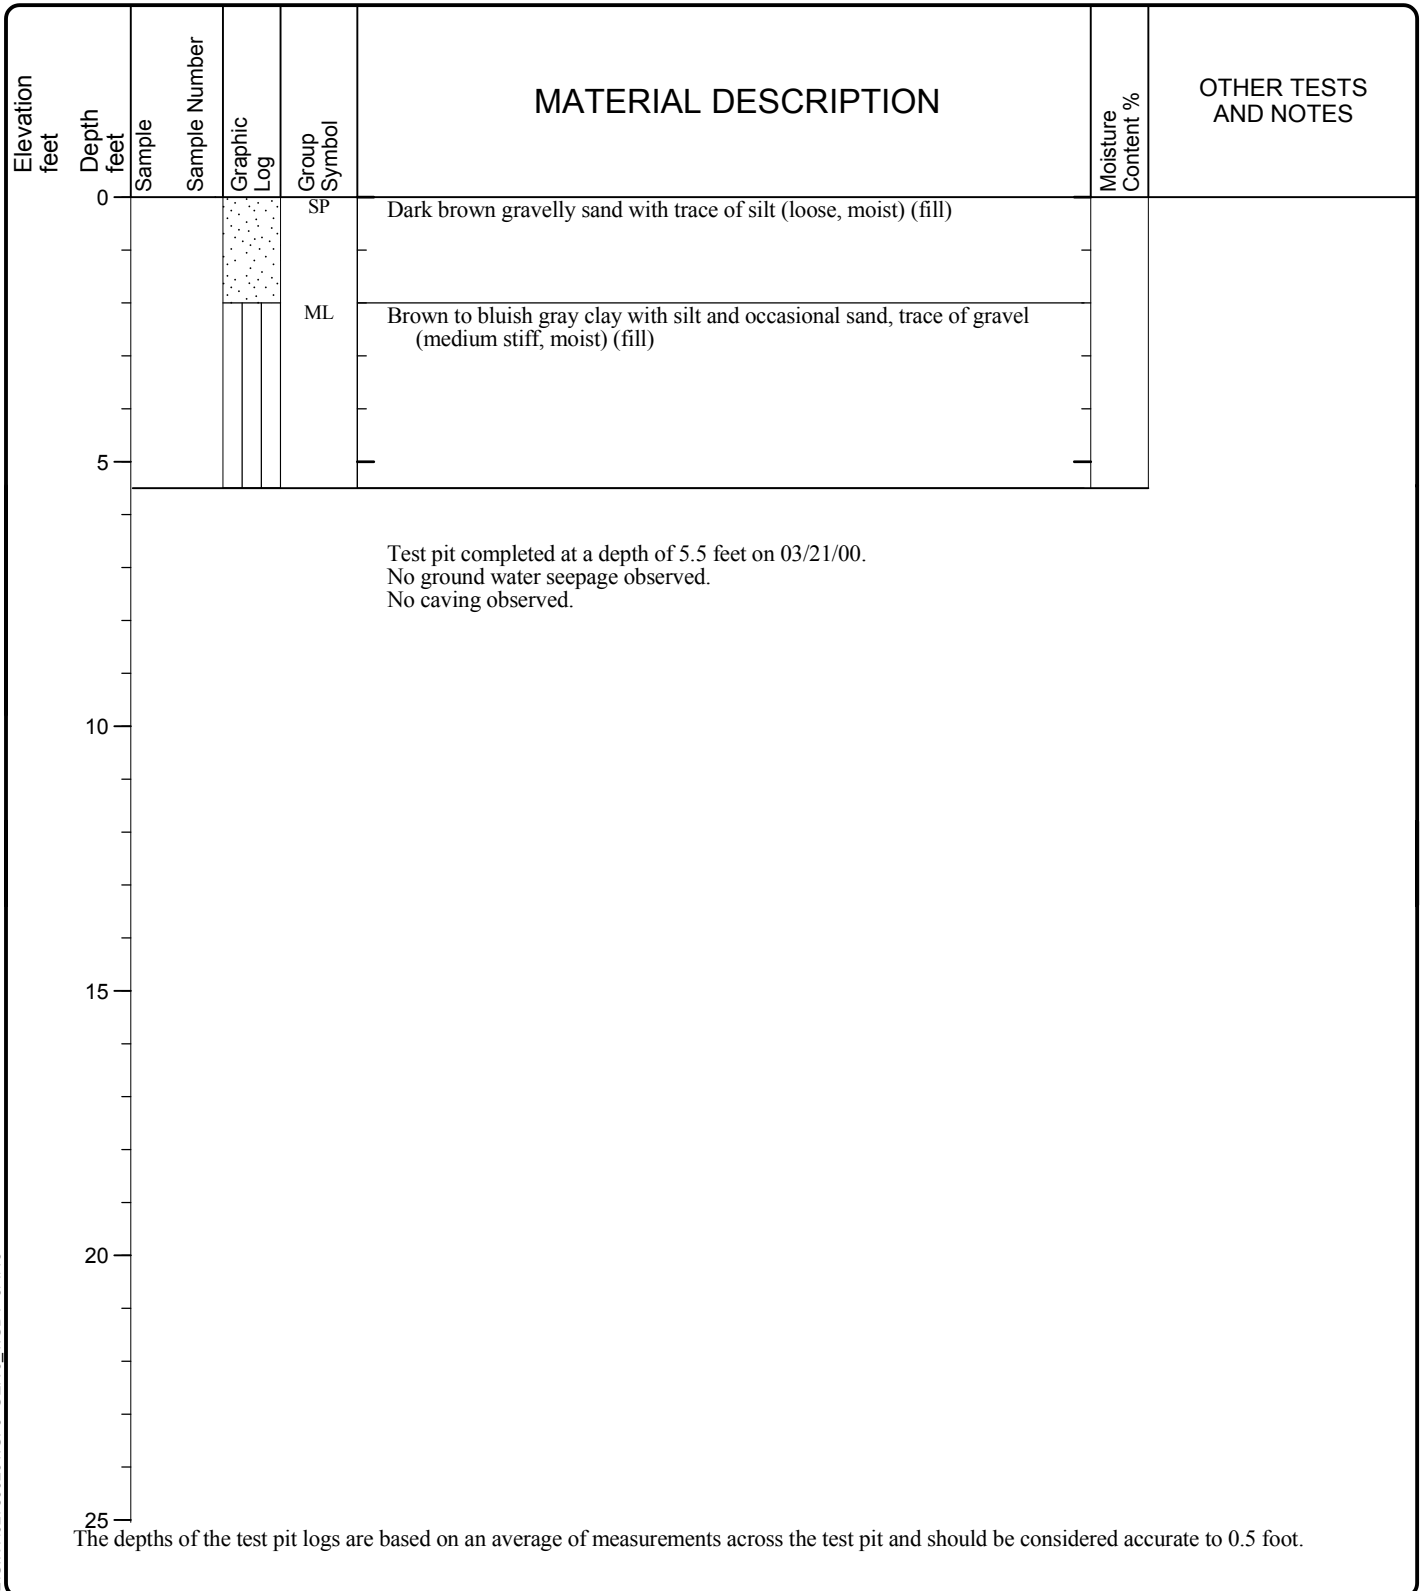 Elevation
feet
Depth
feet
Sample
Sample Number
Graphic
Log
Group
Symbol
MATERIAL DESCRIPTION
Moisture
Content %
OTHER TESTS
AND NOTES
0
SP
Dark brown gravelly sand with trace of silt (loose, moist) (fill)
ML
Brown to bluish gray clay with silt and occasional sand, trace of gravel
(medium stiff, moist) (fill)
5
Test pit completed at a depth of 5.5 feet on 03/21/00.
No ground water seepage observed.
No caving observed.
10
15
20
25
The depths of the test pit logs are based on an average of measurements across the test pit and should be considered accurate to 0.5 foot.